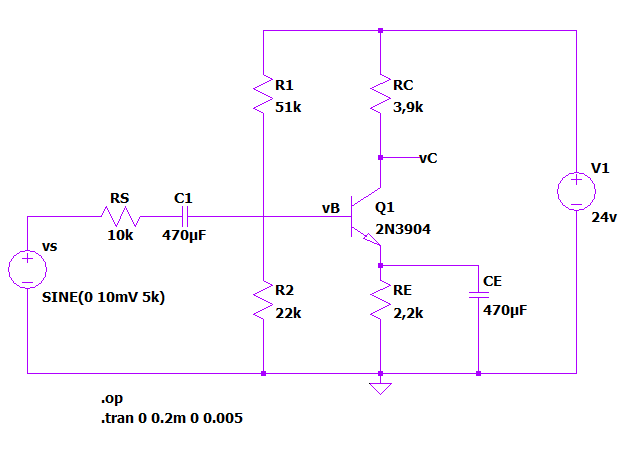 R1
51k
RC
3,9k
vC
V1
24v
RS
10k
C1
470µF
vB
Q1
2N3904
vs
SINE(0 10mV 5k)
R2
22k
RE
2,2k
CE
470µF
.op
.tran 0 0.2m 0 0.005